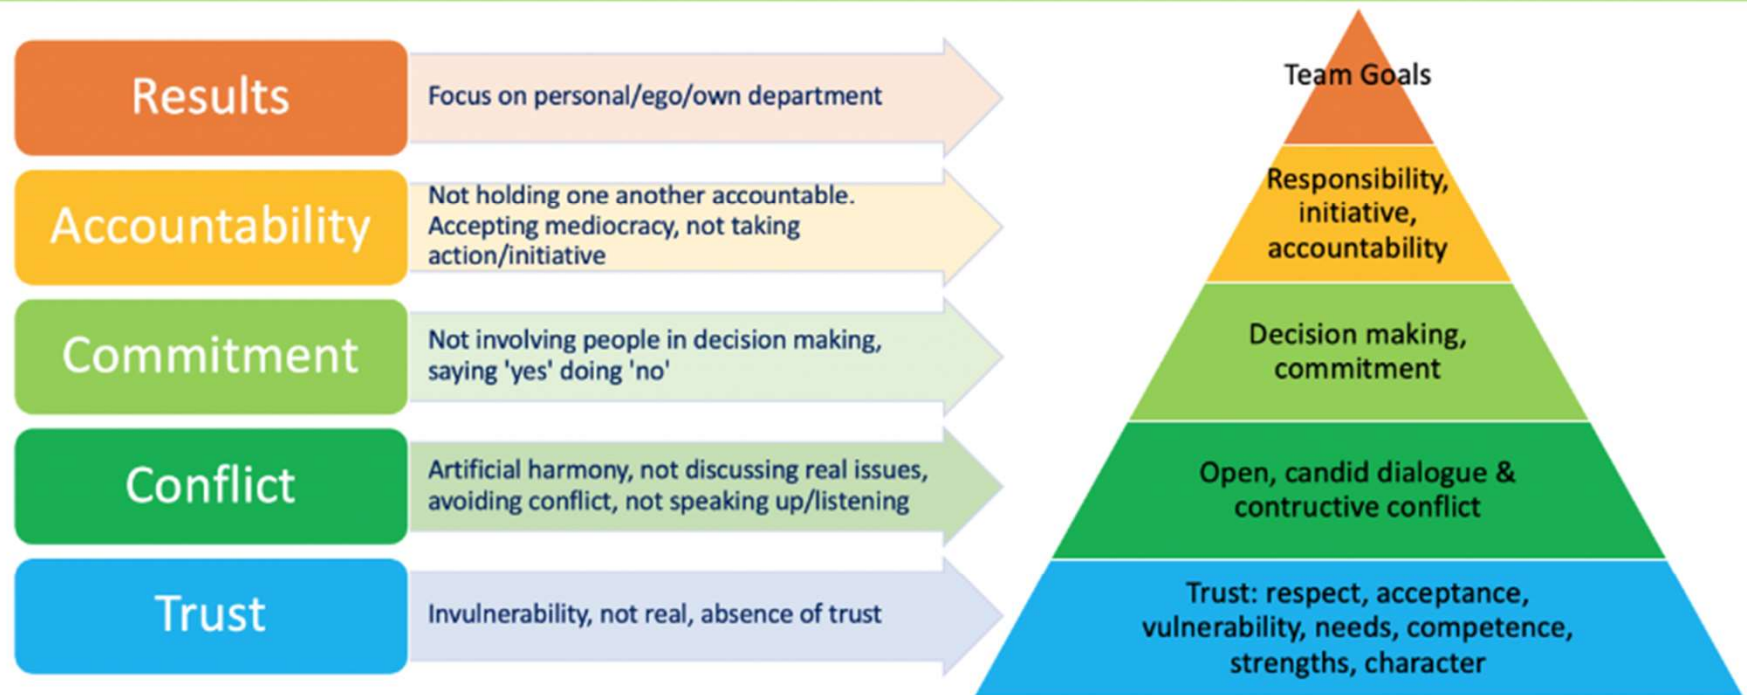 Results
Focus on personal/ego/own department
Team Goals
Accountability
Not holding one another accountable.
Accepting mediocracy, not taking
action/initiative
Responsibility,
initiative,
accountability
Commitment
Not involving people in decision making,
saying 'yes' doing 'no'
Decision making,
commitment
Conflict
Artificial harmony, not discussing real issues,
avoiding conflict, not speaking up/listening
Open, candid dialogue &
contructive conflict
Trust
Invulnerability, not real, absence of trust
Trust: respect, acceptance,
vulnerability, needs, competence,
strengths, character